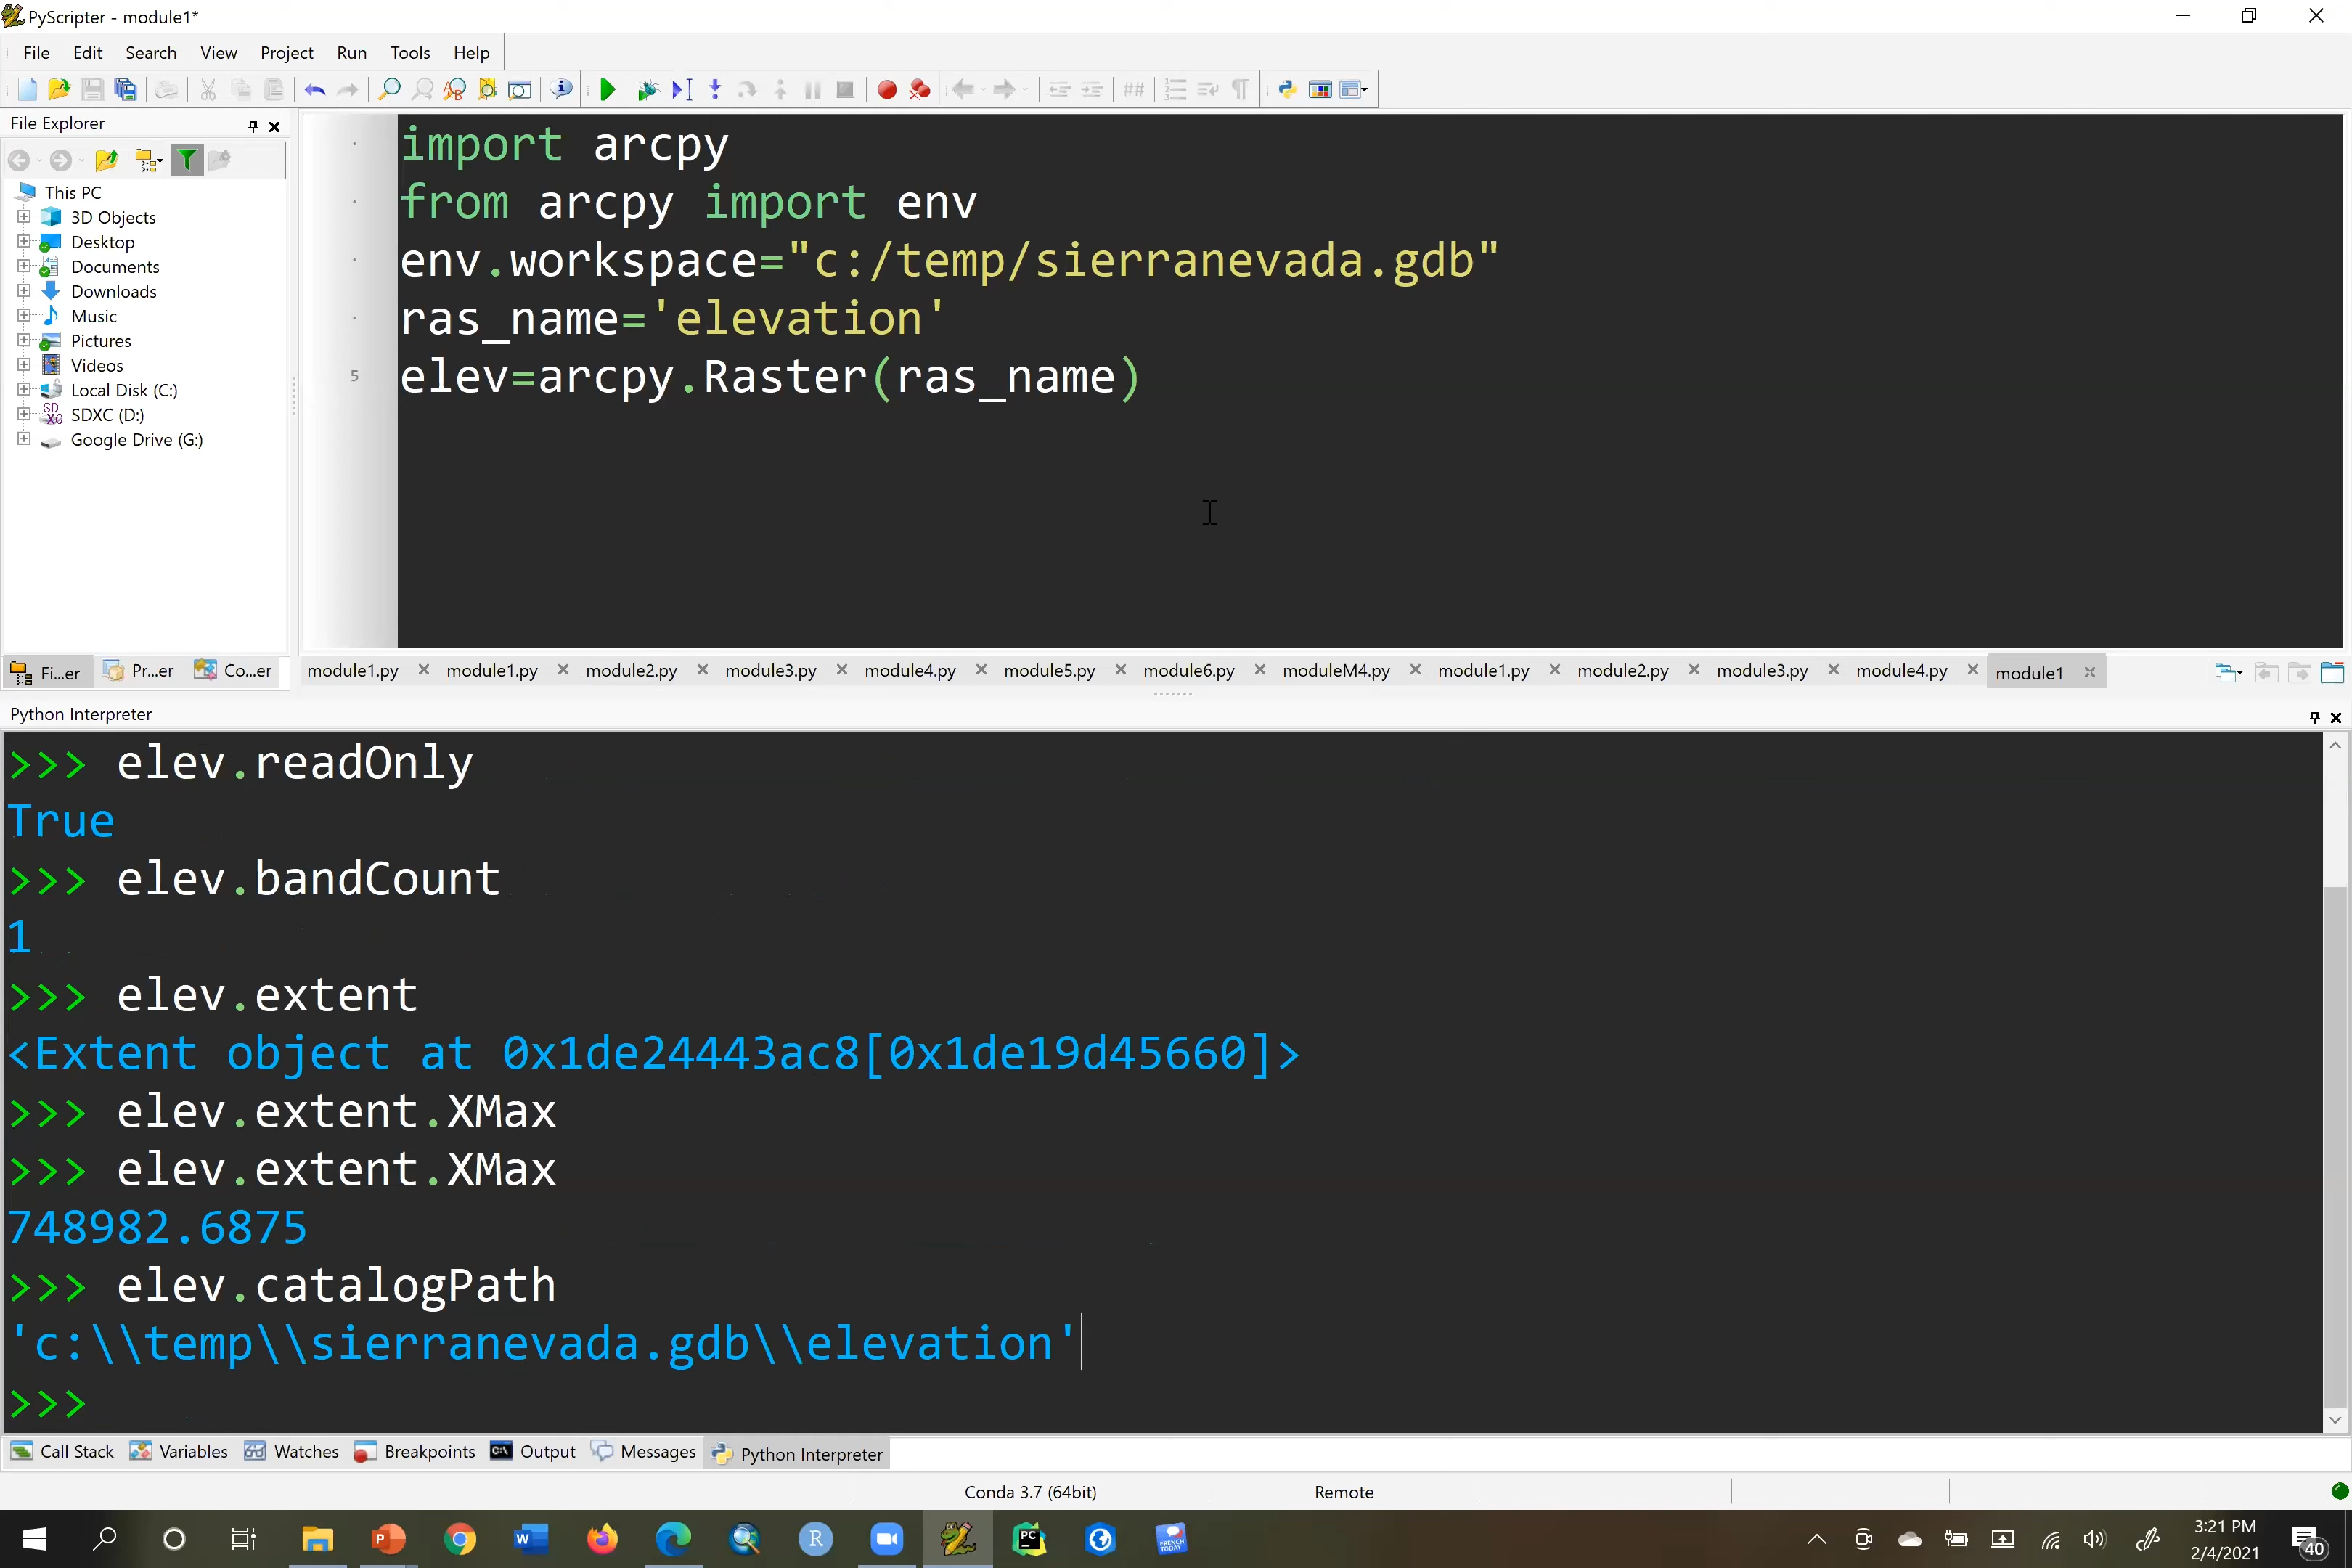 PyScripter - module1*
File Edit Search View Project Run Tools Help
File Explorer
This PC
3D Objects
Desktop
Documents
Downloads
Music
Pictures
Videos
Local Disk (C:)
SDXC (D:)
Google Drive (G:)
import arcpy
from arcpy import env
env.workspace="c:/temp/sierranevada.gdb"
ras_name='elevation'
5 elev=arcpy.Raster(ras_name)
Fi...er Pr...er Co...er module1.py module1.py module2.py module3.py module4.py module5.py module6.py moduleM4.py module1.py module2.py module3.py module4.py module1
Python Interpreter
>>> elev.readOnly
True
>>> elev.bandCount
1
>>> elev.extent
<Extent object at 0x1de24443ac8[0x1de19d45660]>
>>> elev.extent.XMax
>>> elev.extent.XMax
748982.6875
>>> elev.catalogPath
'c:\\temp\\sierranevada.gdb\\elevation'
>>>
Call Stack Variables Watches Breakpoints Output Messages Python Interpreter
Conda 3.7 (64bit) Remote
3:21 PM
2/4/2021
40